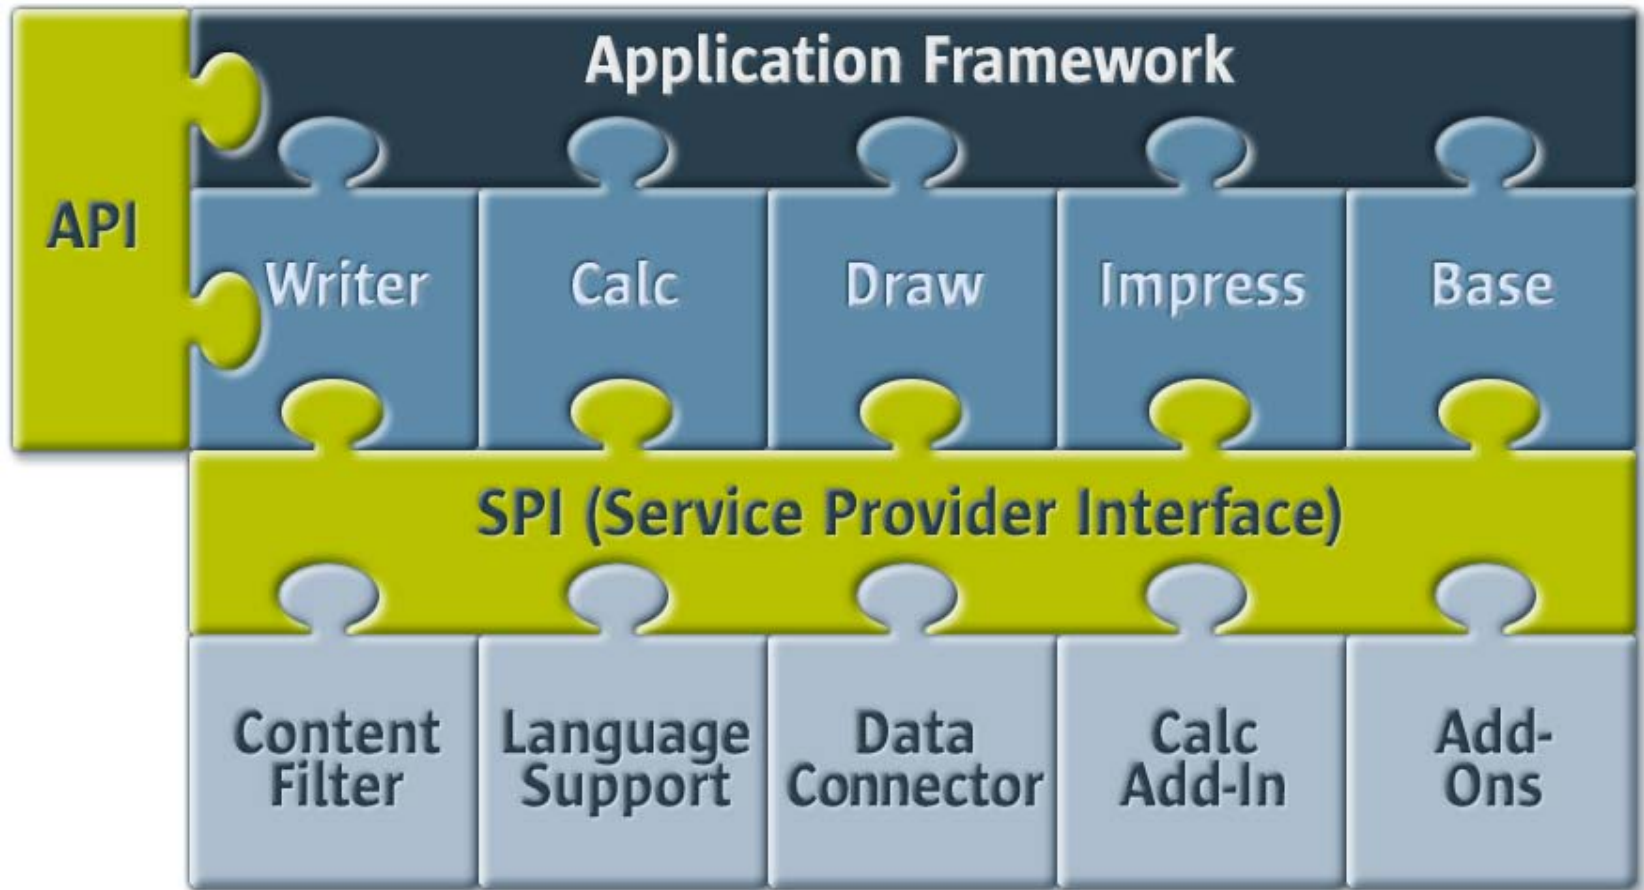 Application Framework
API
Writer
Calc
Draw
Impress
Base
SPI (Service Provider Interface)
Content
Filter
Language
Support
Data
Connector
Calc
Add-In
Add-
Ons